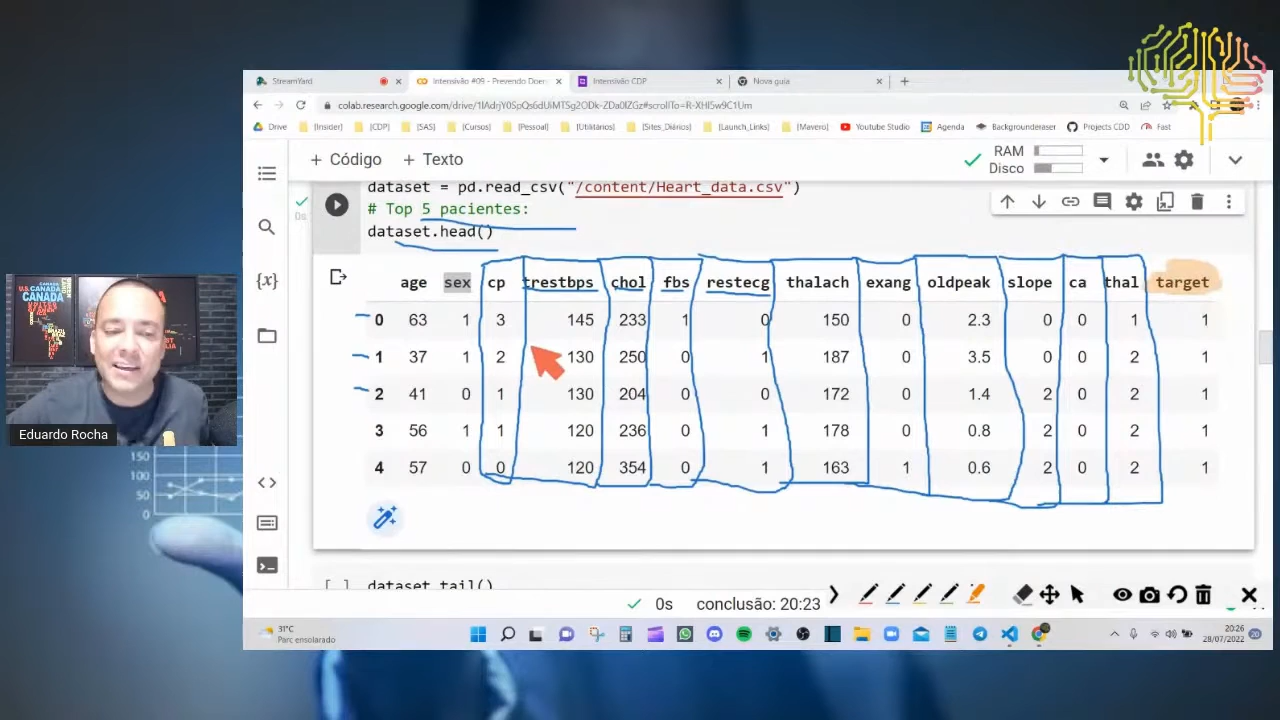 StreamYard
Intensivão #09 - Prevendo Doen
Intensivão CDP
Nova guia
colab.research.google.com/drive/1IAdrjY0SpQs6dUiMTSg2ODk-ZDa0lZGz#scrollTo=R-XHI5w9C1Um
Drive
[Insider]
[CDP]
[SAS]
[Cursos]
[Pessoal]
[Utilitários]
[Sites_Diários]
[Launch_Links]
[Mavero]
Youtube Studio
Agenda
Backgrounderaser
Projects CDD
Fast
+ Código + Texto
RAM
Disco
dataset = pd.read_csv("/content/Heart_data.csv")
# Top 5 pacientes:
dataset.head()
0s
age sex cp trestbps chol fbs restecg thalach exang oldpeak slope ca thal target
0 63 1 3 145 233 1 0 150 0 2.3 0 0 1 1
1 37 1 2 130 250 0 1 187 0 3.5 0 0 2 1
2 41 0 1 130 204 0 0 172 0 1.4 2 0 2 1
3 56 1 1 120 236 0 1 178 0 0.8 2 0 2 1
4 57 0 0 120 354 0 1 163 1 0.6 2 0 2 1
[ ] dataset.tail()
0s conclusão: 20:23
31°C
Parc ensolarado
20:26
28/07/2022
20
Eduardo Rocha
CANADA
150
100
50
0